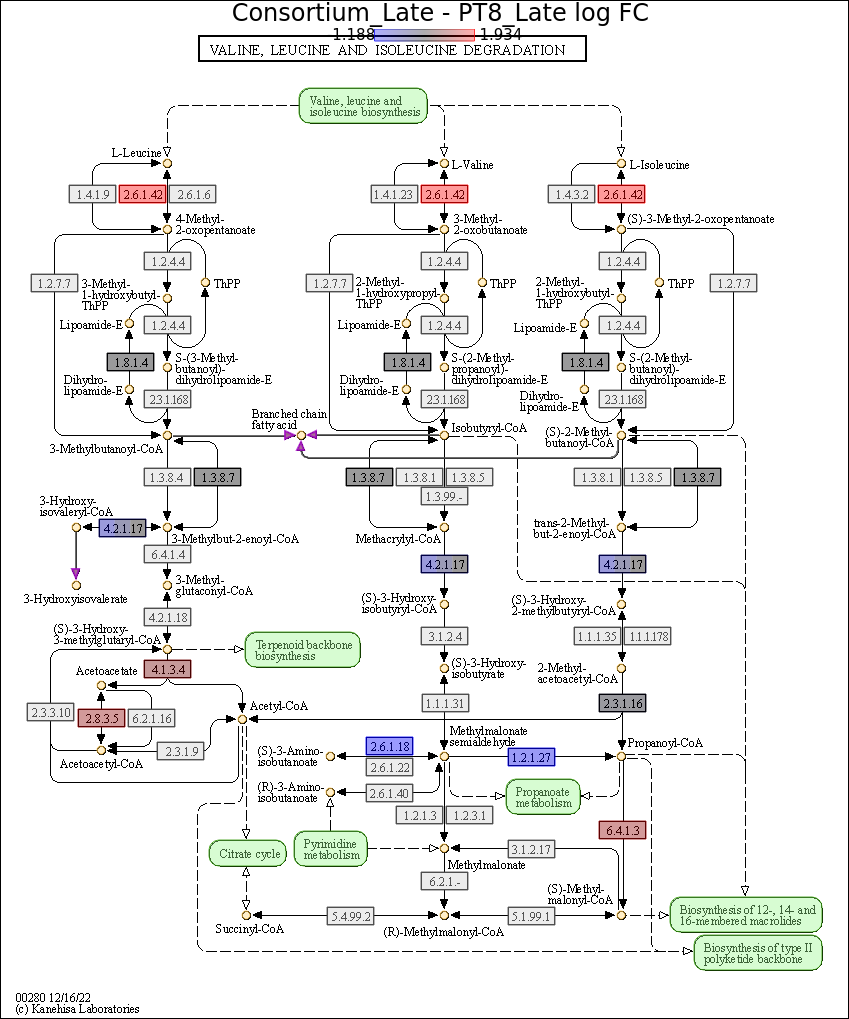 Consortium_Late - PT8_Late log FC
1.188 1.934
VALINE, LEUCINE AND ISOLEUCINE DEGRADATION
Valine, leucine and
isoleucine biosynthesis
L-Leucine
L-Valine
L-Isoleucine
1.4.1.9 2.6.1.42 2.6.1.6
1.4.1.23 2.6.1.42
1.4.3.2 2.6.1.42
4-Methyl-
2-oxopentanoate
3-Methyl-
2-oxobutanoate
(S)-3-Methyl-2-oxopentanoate
1.2.4.4
1.2.4.4
1.2.4.4
1.2.7.7
1.2.7.7
1.2.7.7
3-Methyl-
1-hydroxybutyl-
ThPP
ThPP
2-Methyl-
1-hydroxypropyl-
ThPP
ThPP
2-Methyl-
1-hydroxybutyl-
ThPP
ThPP
Lipoamide-E
1.2.4.4
Lipoamide-E
1.2.4.4
Lipoamide-E
1.2.4.4
1.8.1.4
1.8.1.4
1.8.1.4
S-(3-Methyl-
butanoyl)-
dihydrolipoamide-E
S-(2-Methyl-
propanoyl)-
dihydrolipoamide-E
S-(2-Methyl-
butanoyl)-
dihydrolipoamide-E
Dihydro-
lipoamide-E
Dihydro-
lipoamide-E
Dihydro-
lipoamide-E
2.3.1.168
2.3.1.168
2.3.1.168
Branched chain
fatty acid
3-Methylbutanoyl-CoA
Isobutyryl-CoA
(S)-2-Methyl-
butanoyl-CoA
1.3.8.4 1.3.8.7
1.3.8.7 1.3.8.1 1.3.8.5
1.3.99.-
1.3.8.1 1.3.8.5 1.3.8.7
3-Hydroxy-
isovaleryl-CoA
4.2.1.17
3-Methylbut-2-enoyl-CoA
Methacrylyl-CoA
trans-2-Methyl-
but-2-enoyl-CoA
6.4.1.4
4.2.1.17
4.2.1.17
3-Hydroxyisovalerate
3-Methyl-
glutaconyl-CoA
(S)-3-Hydroxy-
isobutyryl-CoA
(S)-3-Hydroxy-
2-methylbutyryl-CoA
4.2.1.18
(S)-3-Hydroxy-
3-methylglutaryl-CoA
3.1.2.4
1.1.1.35 1.1.1.178
Terpenoid backbone
biosynthesis
4.1.3.4
Acetoacetate
(S)-3-Hydroxy-
isobutyrate
2-Methyl-
acetoacetyl-CoA
1.1.1.31
2.3.1.16
2.3.3.10 2.8.3.5 6.2.1.16
Acetyl-CoA
2.3.1.9
Acetoacetyl-CoA
Methylmalonate
semialdehyde
Propanoyl-CoA
(S)-3-Amino-
isobutanoate
2.6.1.18
2.6.1.22
1.2.1.27
(R)-3-Amino-
isobutanoate
2.6.1.40
Propanoate
metabolism
1.2.1.3 1.2.3.1
6.4.1.3
Citrate cycle
Pyrimidine
metabolism
3.1.2.17
Methylmalonate
6.2.1.-
(S)-Methyl-
malonyl-CoA
5.4.99.2
5.1.99.1
Succinyl-CoA
(R)-Methylmalonyl-CoA
Biosynthesis of 12-, 14- and
16-membered macrolides
Biosynthesis of type II
polyketide backbone
00280 12/16/22
(c) Kanehisa Laboratories